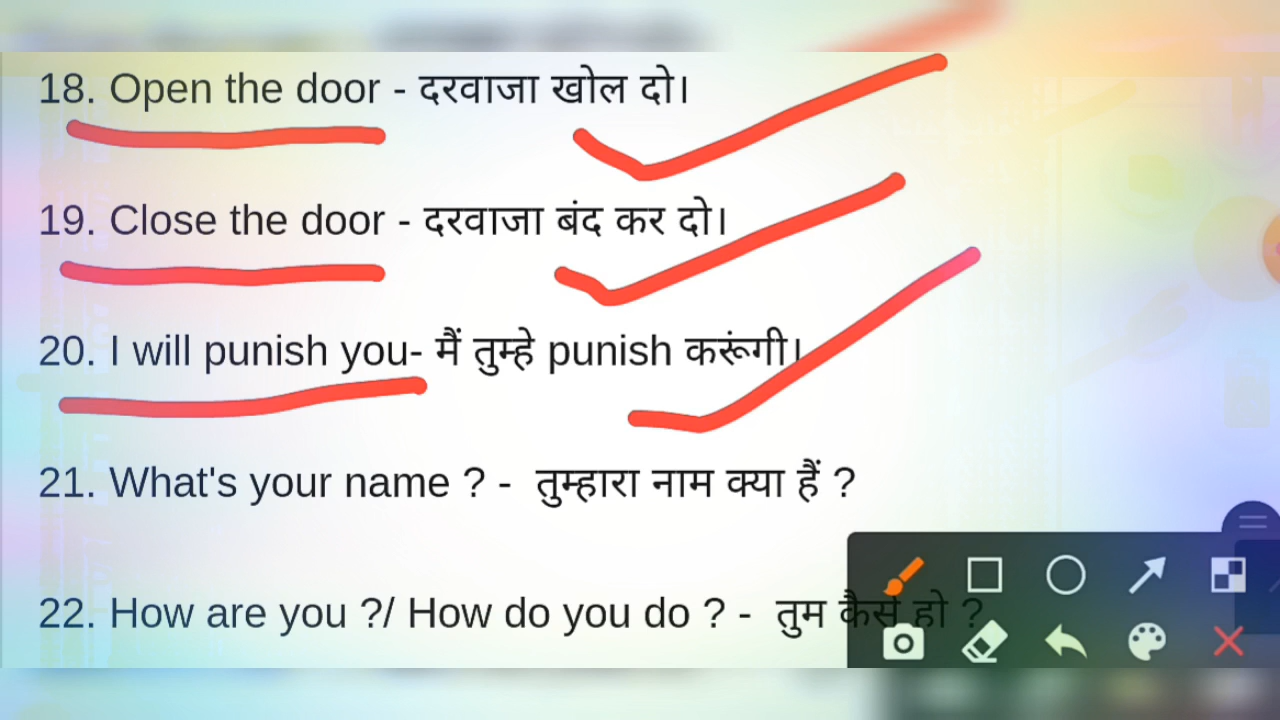 18. Open the door - दरवाजा खोल दो।
19. Close the door - दरवाजा बंद कर दो।
20. I will punish you- मैं तुम्हे punish करूंगी।
21. What's your name ? - तुम्हारा नाम क्या हैं ?
22. How are you ?/ How do you do ? - तुम कैसे हो ?